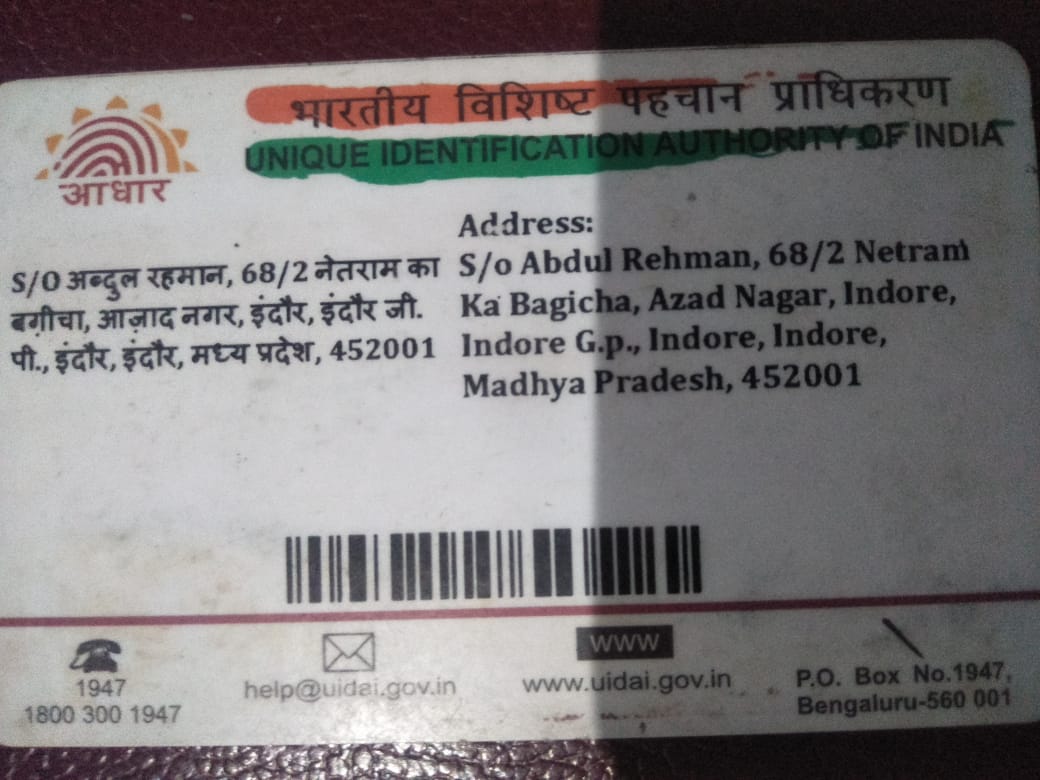 भारतीय विशिष्ट पहचान प्राधिकरण
UNIQUE IDENTIFICATION AUTHORITY OF INDIA
आधार
S/O अब्दुल रहमान, 68/2 नेतराम का
बगीचा, आज़ाद नगर, इंदौर, इंदौर जी.
पी., इंदौर, इंदौर, मध्य प्रदेश, 452001
Address:
S/o Abdul Rehman, 68/2 Netram
Ka Bagicha, Azad Nagar, Indore,
Indore G.p., Indore, Indore,
Madhya Pradesh, 452001
1947
1800 300 1947
help@uidai.gov.in
WWW
www.uidai.gov.in
P.O. Box No.1947,
Bengaluru-560 001